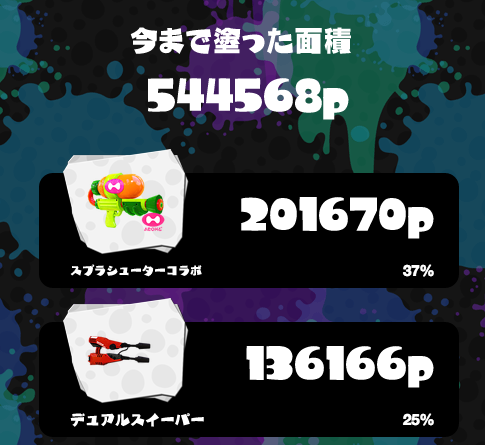 今まで塗った面積
544568p
201670p
スプラシューターコラボ
37%
136166p
デュアルスイーパー
25%